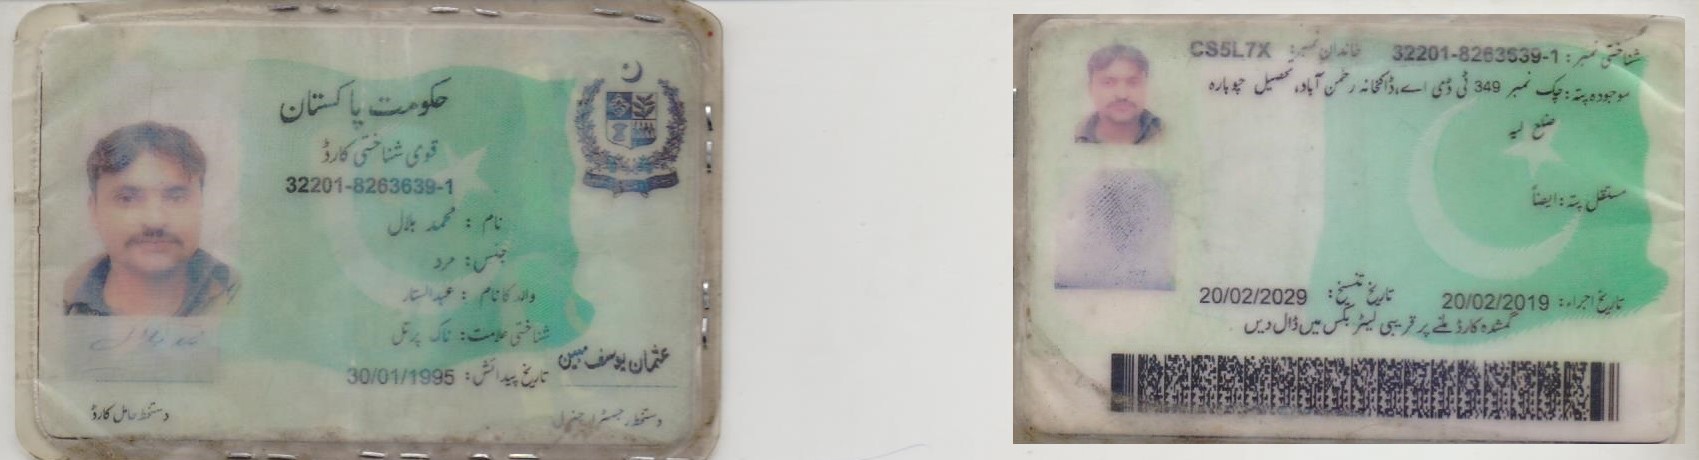 حکومت پاکستان
قومی شناختی کارڈ
32201-8263639-1
نام : محمد بلال
جنس: مرد
والد کا نام : عبدالستار
شناختی علامت: ناک پر تل
تاریخ پیدائش: 30/01/1995
عثمان یوسف مبین
دستخط حامل کارڈ
دستخط رجسٹرار جنرل
شناختی نمبر: 32201-8263639-1 خاندان نمبر: CS5L7X
موجودہ پتہ: چک نمبر 349 ٹی ڈی اے، ڈاکخانہ رحمن آباد، تحصیل چوبارہ
ضلع لیہ
مستقل پتہ: ایضاً
تاریخ اجراء: 20/02/2019 تاریخ تنسیخ: 20/02/2029
گمشدہ کارڈ ملنے پر قریبی لیٹر بکس میں ڈال دیں